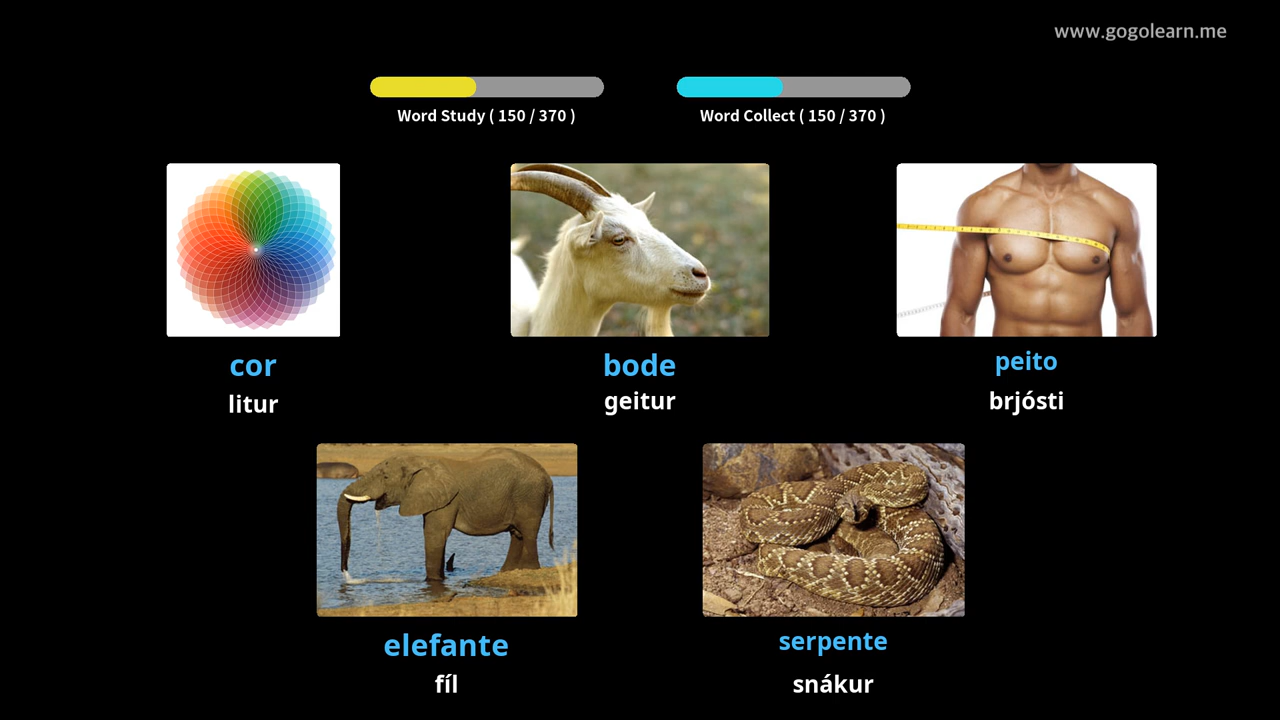 www.gogolearn.me
Word Study ( 150 / 370 )
Word Collect ( 150 / 370 )
cor
litur
bode
geitur
peito
brjósti
elefante
fíl
serpente
snákur